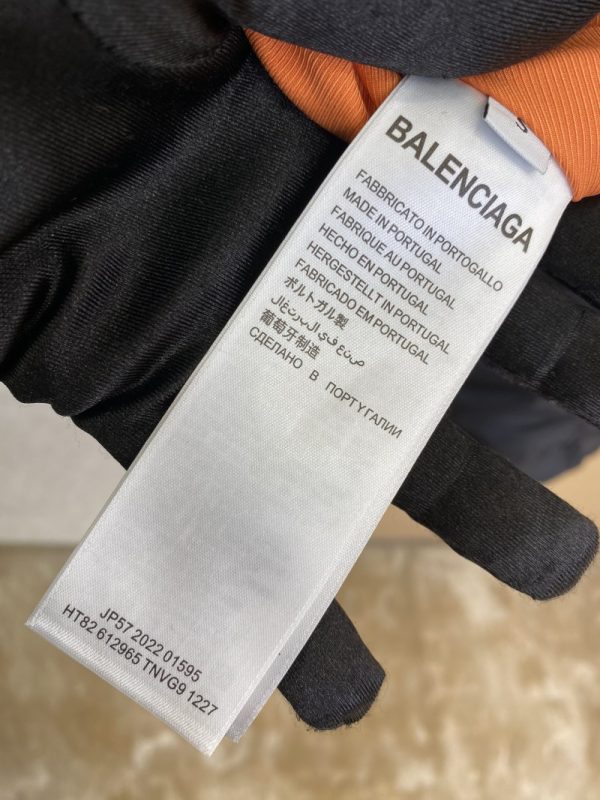 S
BALENCIAGA
FABBRICATO IN PORTOGALLO
MADE IN PORTUGAL
FABRIQUE AU PORTUGAL
HECHO EN PORTUGAL
HERGESTELLT IN PORTUGAL
FABRICADO EM PORTUGAL
ポルトガル製
صنع في البرتغال
葡萄牙制造
СДЕЛАНО В ПОРТУГАЛИИ
JP57 2022 01595
HT82 612965 TNVG9 1227